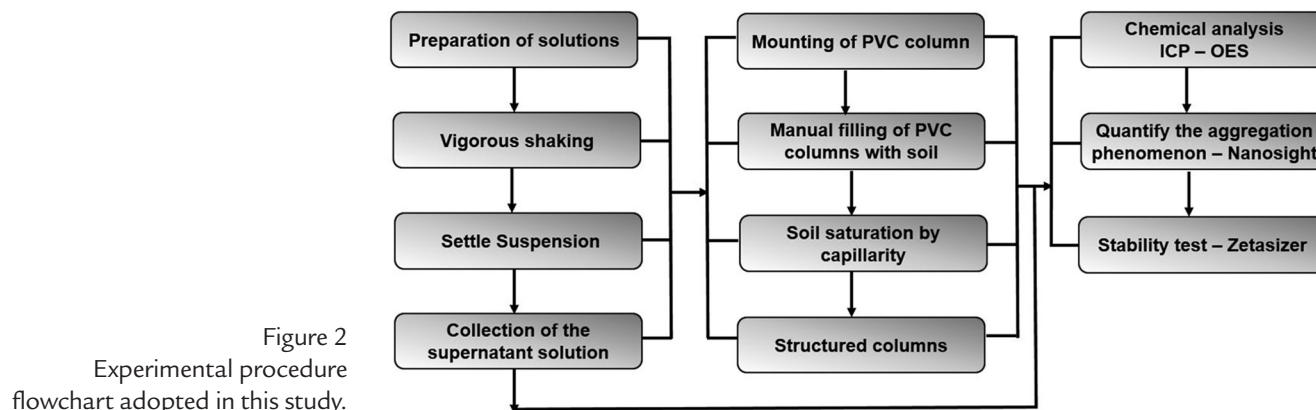 Preparation of solutions
Vigorous shaking
Settle Suspension
Collection of the
supernatant solution
Mounting of PVC column
Manual filling of PVC
columns with soil
Soil saturation by
capillarity
Structured columns
Chemical analysis
ICP – OES
Quantify the aggregation
phenomenon – Nanosight
Stability test – Zetasizer
Figure 2
Experimental procedure
flowchart adopted in this study.